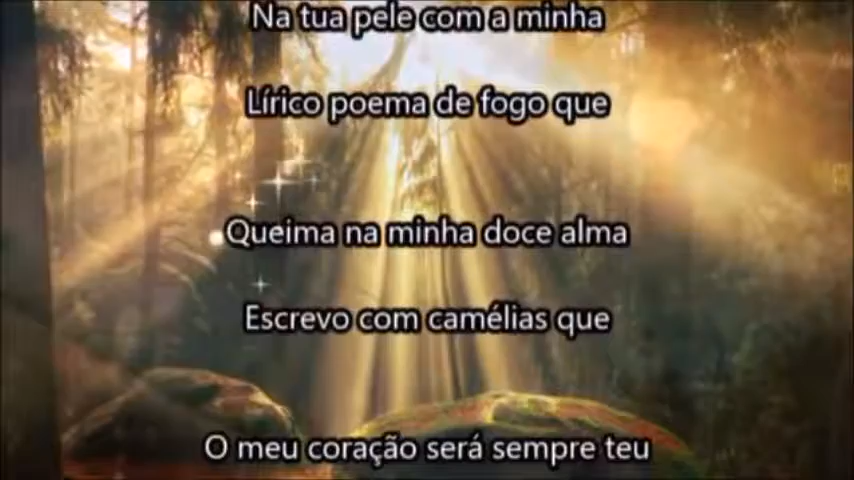 Na tua pele com a minha
Lírico poema de fogo que
Queima na minha doce alma
Escrevo com camélias que
O meu coração será sempre teu